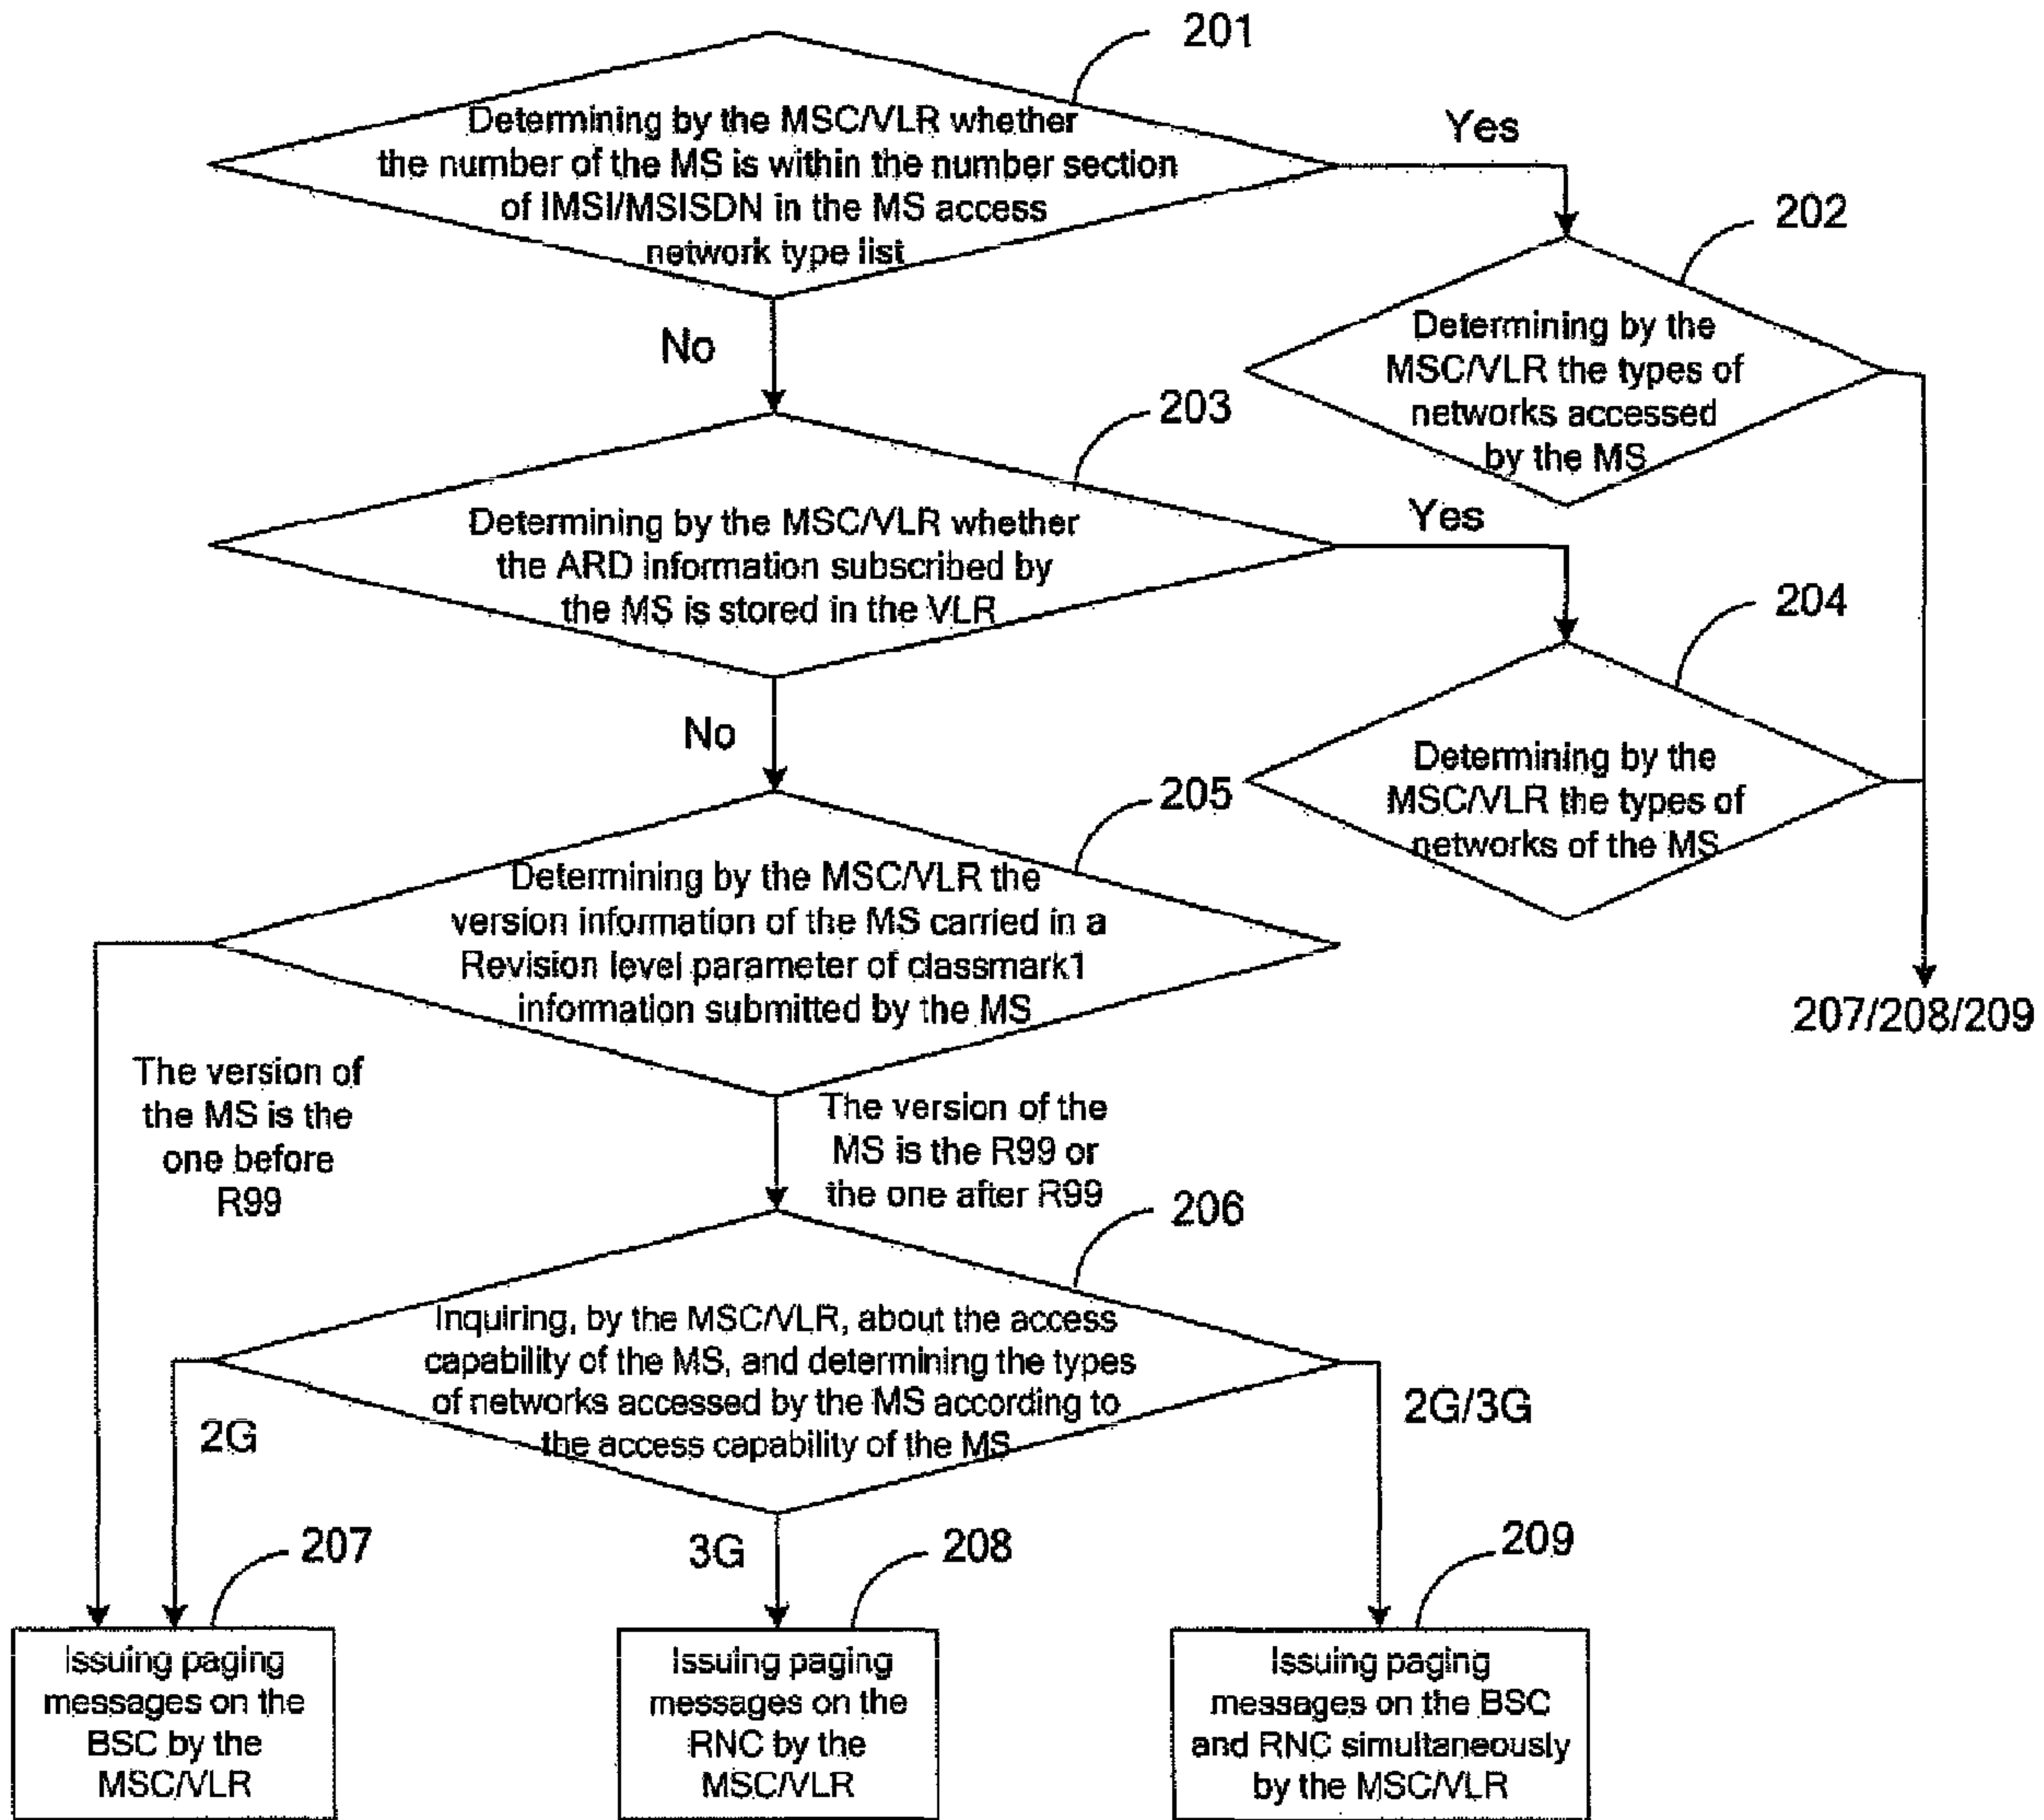 201
Determining by the MSC/VLR whether
the number of the MS is within the number section
of IMSI/MSISDN in the MS access
network type list
Yes
202
Determining by the
MSC/VLR the types of
networks accessed
by the MS
No
203
Determining by the MSC/VLR whether
the ARD information subscribed by
the MS is stored in the VLR
Yes
204
Determining by the
MSC/VLR the types of
networks of the MS
No
205
Determining by the MSC/VLR the
version information of the MS carried in a
Revision level parameter of classmark1
information submitted by the MS
207/208/209
The version of
the MS is the
one before
R99
The version of the
MS is the R99 or
the one after R99
206
Inquiring, by the MSC/VLR, about the access
capability of the MS, and determining the types
of networks accessed by the MS according to
the access capability of the MS
2G
3G
2G/3G
207
Issuing paging
messages on the
BSC by the
MSC/VLR
208
Issuing paging
messages on the
RNC by the
MSC/VLR
209
Issuing paging
messages on the BSC
and RNC simultaneously
by the MSC/VLR